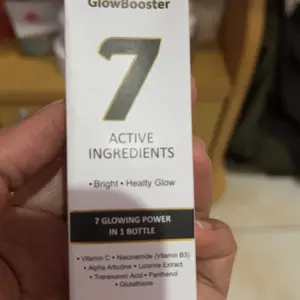 GlowBooster
7
ACTIVE
INGREDIENTS
• Bright • Healty Glow
7 GLOWING POWER
IN 1 BOTTLE
• Vitamin C • Niacinamide (Vitamin B3)
• Alpha Arbutine • Licorice Extract
• Tranexamic Acid • Panthenol
• Glutathione